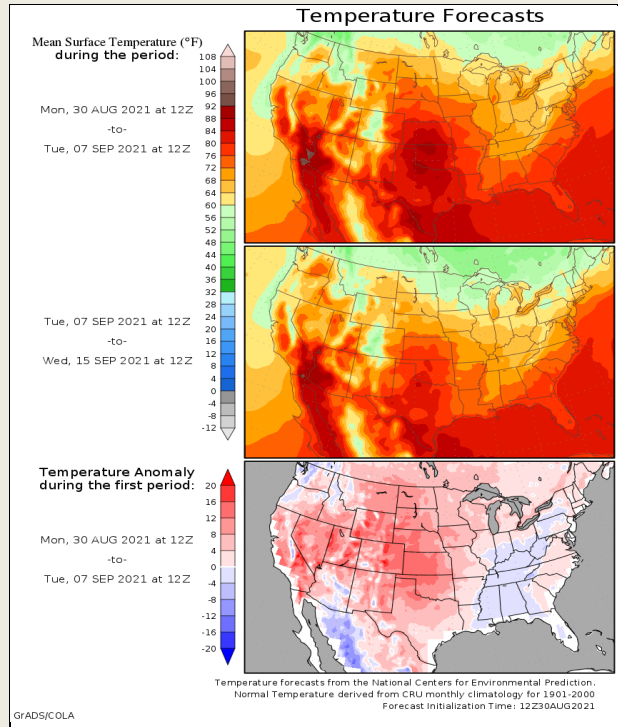 Temperature Forecasts
Mean Surface Temperature (°F)
during the period:
108
104
100
96
92
88
84
80
76
72
68
64
60
56
52
48
44
40
36
32
28
24
20
16
12
8
4
0
-4
-8
-12
Mon, 30 AUG 2021 at 12Z
-to-
Tue, 07 SEP 2021 at 12Z
Tue, 07 SEP 2021 at 12Z
-to-
Wed, 15 SEP 2021 at 12Z
Temperature Anomaly
during the first period:
20
16
12
8
4
0
-4
-8
-12
-16
-20
Mon, 30 AUG 2021 at 12Z
-to-
Tue, 07 SEP 2021 at 12Z
Temperature forecasts from the National Centers for Environmental Prediction.
Normal Temperature derived from CRU monthly climatology for 1901-2000
Forecast Initialization Time: 12Z30AUG2021
GrADS/COLA